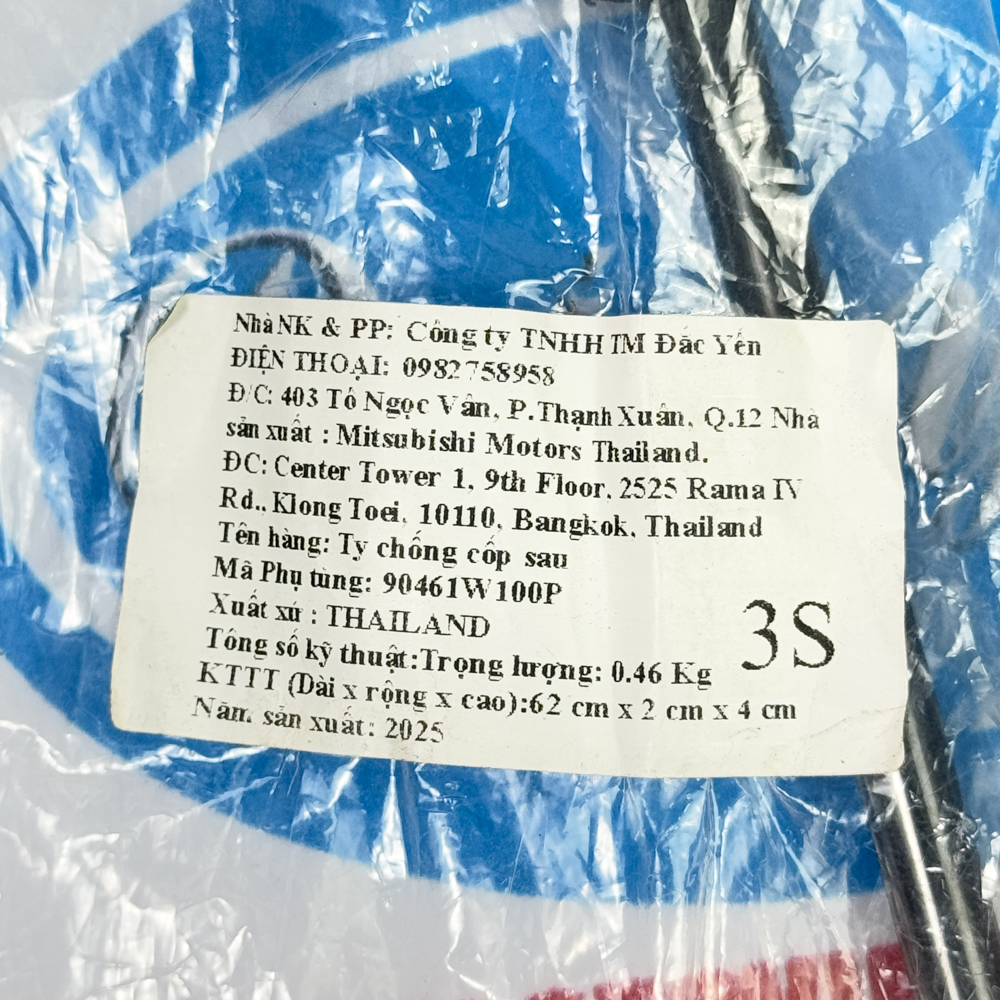 Nhà NK & PP: Công ty TNHH TM Đắc Yến
ĐIỆN THOẠI: 0982758958
Đ/C: 403 Tô Ngọc Vân, P.Thạnh Xuân, Q.12 Nhà
sản xuất : Mitsubishi Motors Thailand.
ĐC: Center Tower 1, 9th Floor, 2525 Rama IV
Rd., Klong Toei, 10110, Bangkok, Thailand
Tên hàng: Ty chống cốp sau
Mã Phụ tùng: 90461W100P
Xuất xứ : THAILAND
3S
Tổng số kỹ thuật:Trọng lượng: 0.46 Kg
KTTT (Dài x rộng x cao):62 cm x 2 cm x 4 cm
Năm sản xuất: 2025